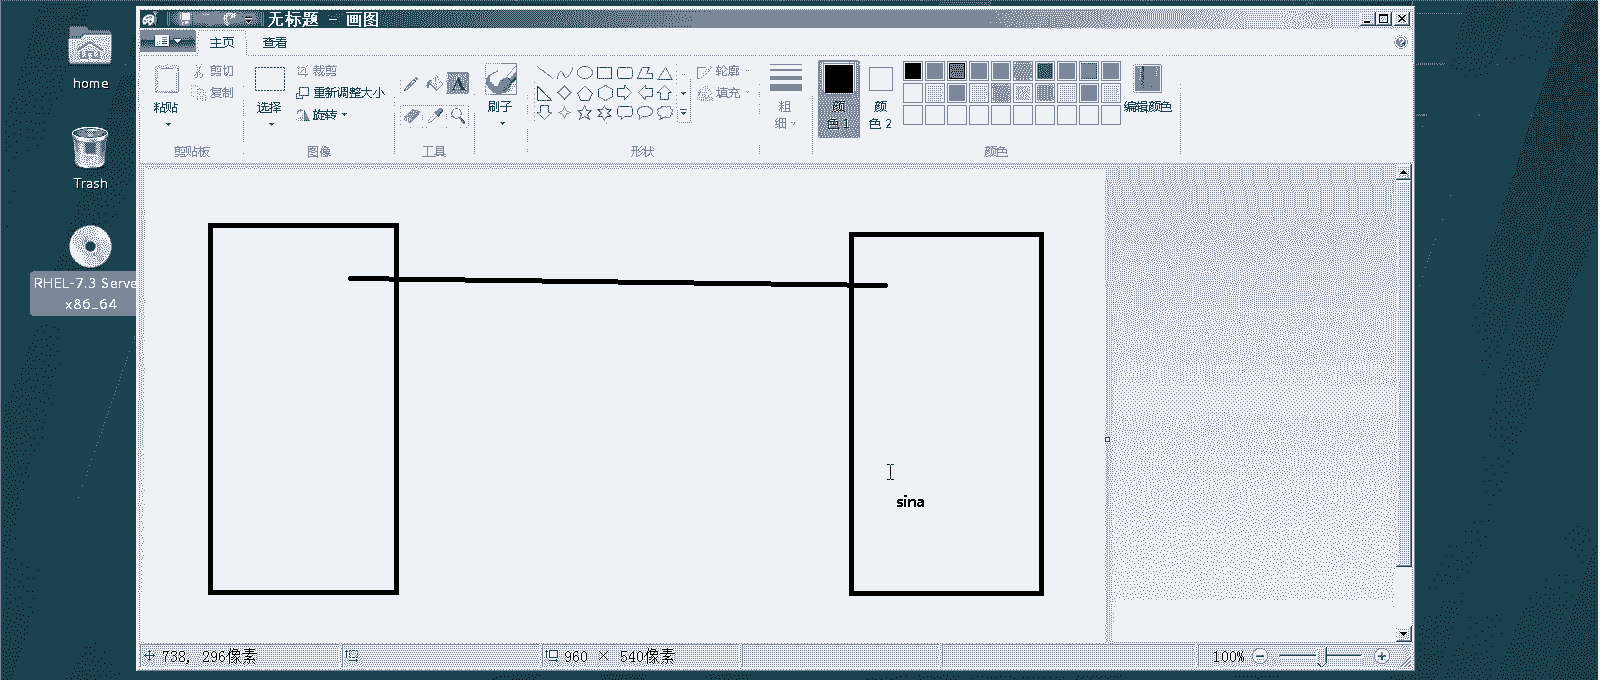 无标题 - 画图
主页 查看
home
Trash
RHEL-7.3 Serve
x86_64
粘贴
剪切
复制
剪贴板
选择
裁剪
重新调整大小
旋转
图像
工具
刷子
轮廓
填充
形状
粗
细
颜
色 1
颜
色 2
编辑颜色
颜色
sina
738, 296像素
960 × 540像素
100%